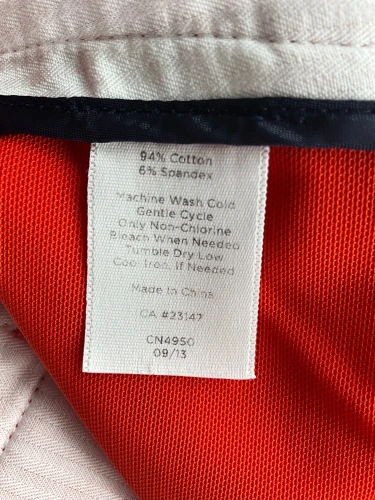 94% Cotton
6% Spandex
Machine Wash Cold
Gentle Cycle
Only Non-Chlorine
Bleach When Needed
Tumble Dry Low
Cool Iron, If Needed
Made in China
CA #23147
CN4950
09/13